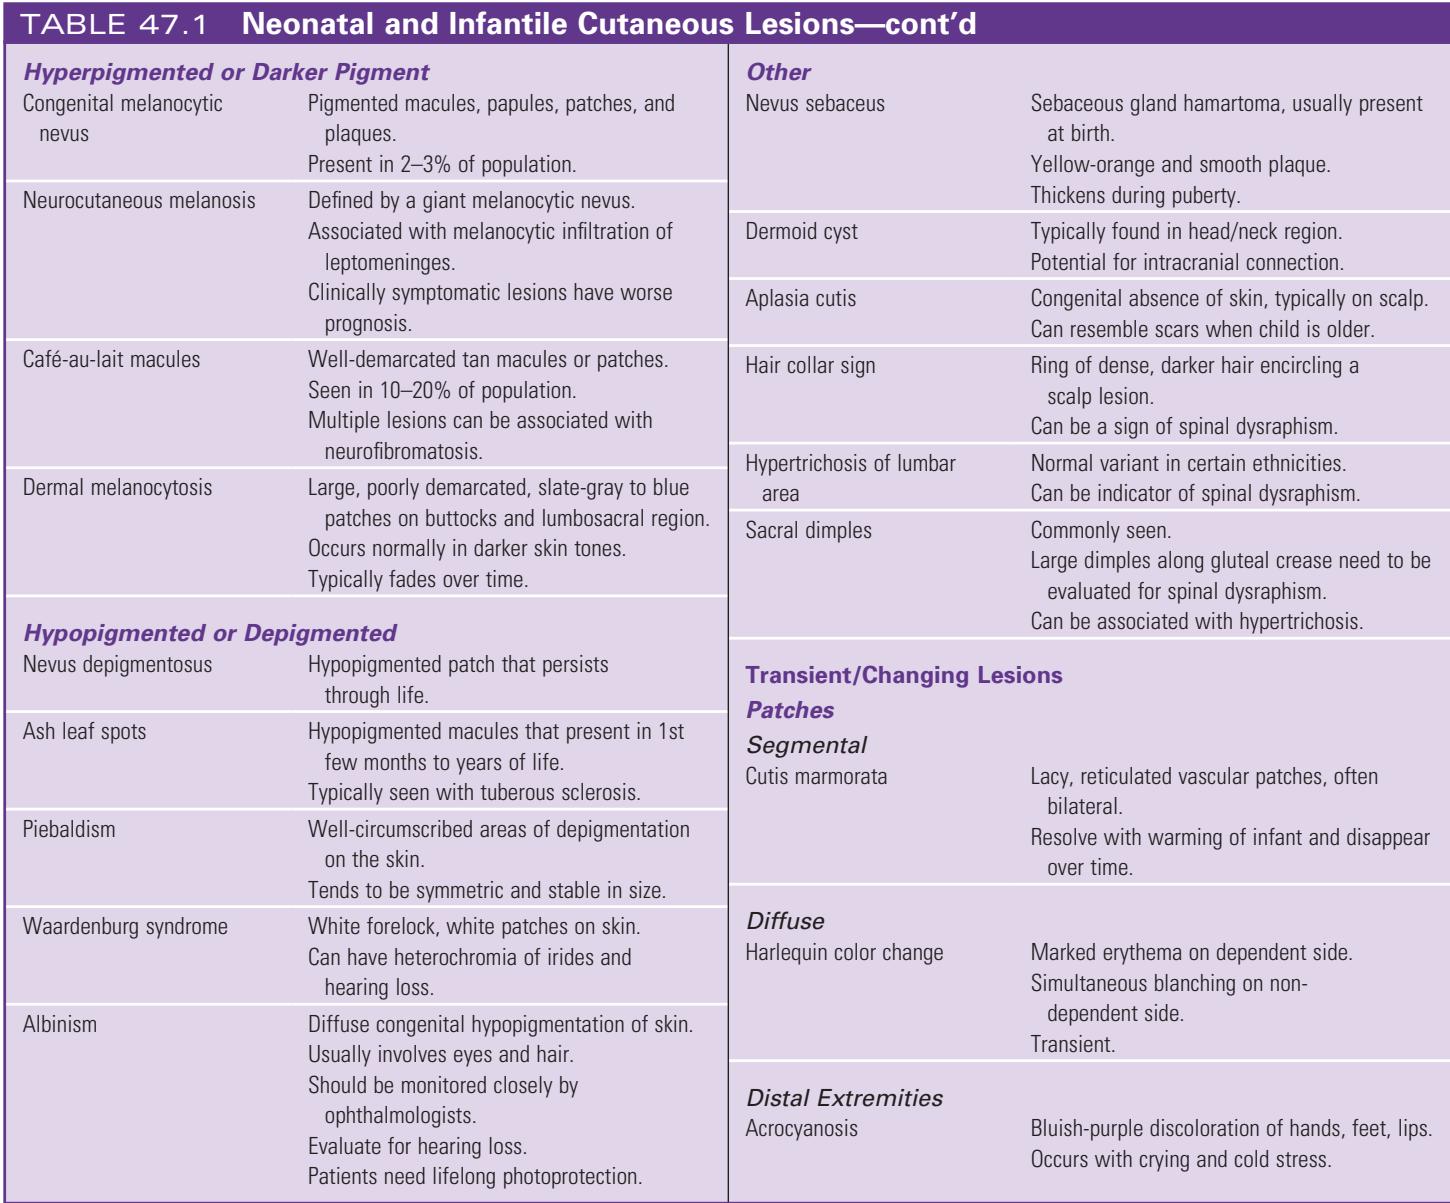 TABLE 47.1 Neonatal and Infantile Cutaneous Lesions—cont’d
Hyperpigmented or Darker Pigment
Congenital melanocytic Pigmented macules, papules, patches, and
nevus plaques.
Present in 2–3% of population.
Neurocutaneous melanosis Defined by a giant melanocytic nevus.
Associated with melanocytic infiltration of
leptomeninges.
Clinically symptomatic lesions have worse
prognosis.
Café-au-lait macules Well-demarcated tan macules or patches.
Seen in 10–20% of population.
Multiple lesions can be associated with
neurofibromatosis.
Dermal melanocytosis Large, poorly demarcated, slate-gray to blue
patches on buttocks and lumbosacral region.
Occurs normally in darker skin tones.
Typically fades over time.
Hypopigmented or Depigmented
Nevus depigmentosus Hypopigmented patch that persists
through life.
Ash leaf spots Hypopigmented macules that present in 1st
few months to years of life.
Typically seen with tuberous sclerosis.
Piebaldism Well-circumscribed areas of depigmentation
on the skin.
Tends to be symmetric and stable in size.
Waardenburg syndrome White forelock, white patches on skin.
Can have heterochromia of irides and
hearing loss.
Albinism Diffuse congenital hypopigmentation of skin.
Usually involves eyes and hair.
Should be monitored closely by
ophthalmologists.
Evaluate for hearing loss.
Patients need lifelong photoprotection.
Other
Nevus sebaceus Sebaceous gland hamartoma, usually present
at birth.
Yellow-orange and smooth plaque.
Thickens during puberty.
Dermoid cyst Typically found in head/neck region.
Potential for intracranial connection.
Aplasia cutis Congenital absence of skin, typically on scalp.
Can resemble scars when child is older.
Hair collar sign Ring of dense, darker hair encircling a
scalp lesion.
Can be a sign of spinal dysraphism.
Hypertrichosis of lumbar Normal variant in certain ethnicities.
area Can be indicator of spinal dysraphism.
Sacral dimples Commonly seen.
Large dimples along gluteal crease need to be
evaluated for spinal dysraphism.
Can be associated with hypertrichosis.
Transient/Changing Lesions
Patches
Segmental
Cutis marmorata Lacy, reticulated vascular patches, often
bilateral.
Resolve with warming of infant and disappear
over time.
Diffuse
Harlequin color change Marked erythema on dependent side.
Simultaneous blanching on non-
dependent side.
Transient.
Distal Extremities
Acrocyanosis Bluish-purple discoloration of hands, feet, lips.
Occurs with crying and cold stress.